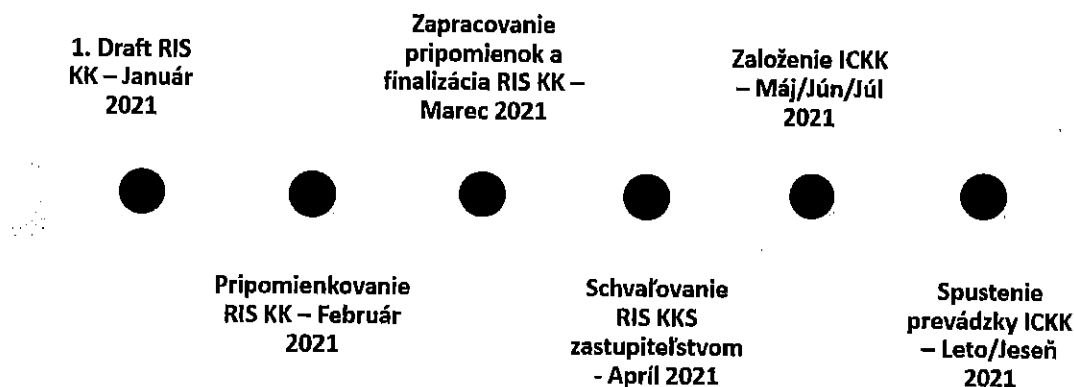 1. Draft RIS
KK – Január
2021
Pripomienkovanie
RIS KK – Február
2021
Zapracovanie
pripomienok a
finalizácia RIS KK –
Marec 2021
Schvaľovanie
RIS KKS
zastupiteľstvom
- Apríl 2021
Založenie ICKK
– Máj/Jún/Júl
2021
Spustenie
prevádzky ICKK
– Leto/Jeseň
2021